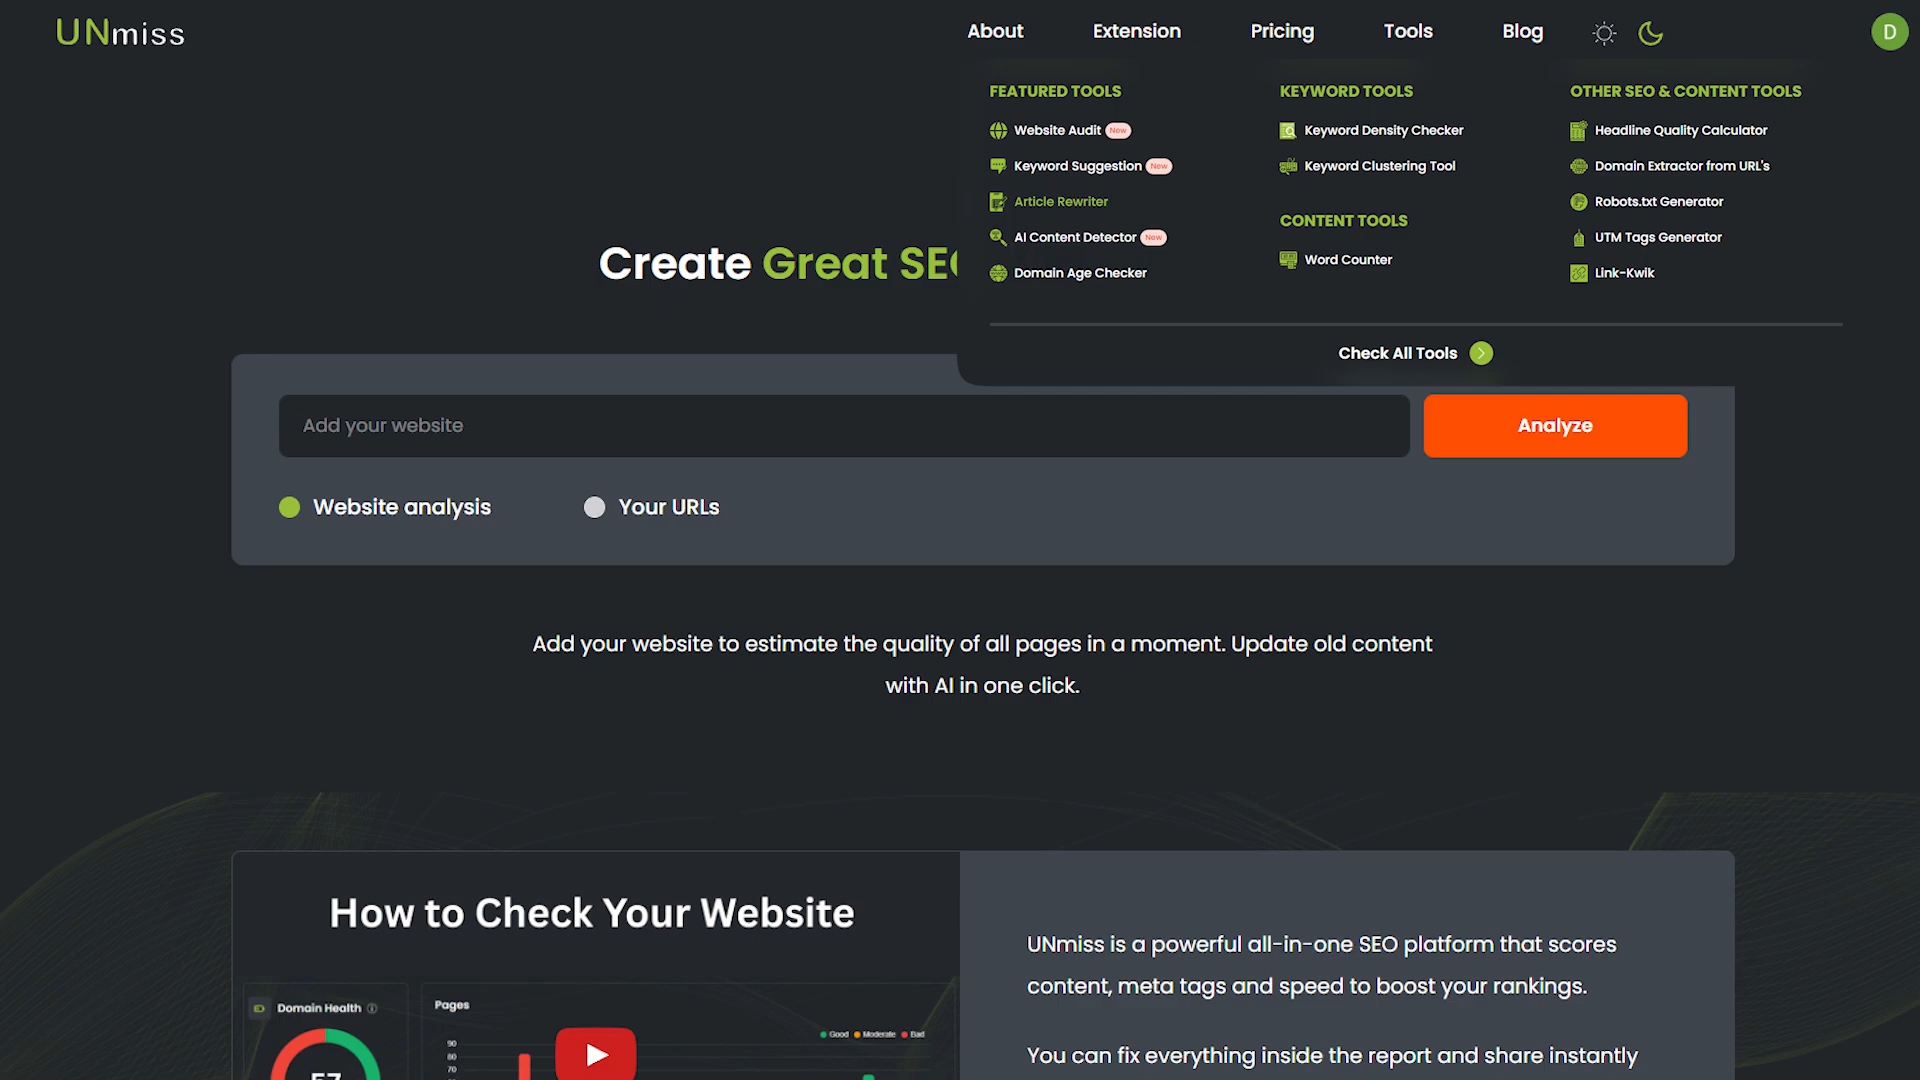 UNmiss
About
Extension
Pricing
Tools
Blog
D
FEATURED TOOLS
Website Audit New
Keyword Suggestion New
Article Rewriter
AI Content Detector New
Domain Age Checker
KEYWORD TOOLS
Keyword Density Checker
Keyword Clustering Tool
CONTENT TOOLS
Word Counter
OTHER SEO & CONTENT TOOLS
Headline Quality Calculator
Domain Extractor from URL's
Robots.txt Generator
UTM Tags Generator
Link-Kwik
Check All Tools
Create Great SEO
Add your website
Analyze
Website analysis
Your URLs
Add your website to estimate the quality of all pages in a moment. Update old content
with AI in one click.
How to Check Your Website
Domain Health
Pages
Good
Moderate
Bad
90
80
70
57
UNmiss is a powerful all-in-one SEO platform that scores
content, meta tags and speed to boost your rankings.
You can fix everything inside the report and share instantly